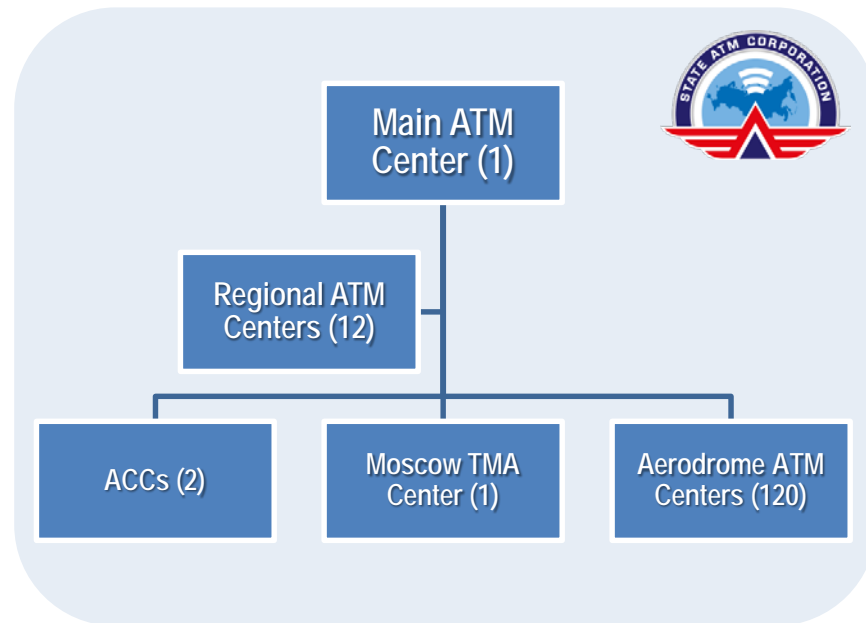 STATE ATM CORPORATION
Main ATM
Center (1)
Regional ATM
Centers (12)
ACCs (2)
Moscow TMA
Center (1)
Aerodrome ATM
Centers (120)